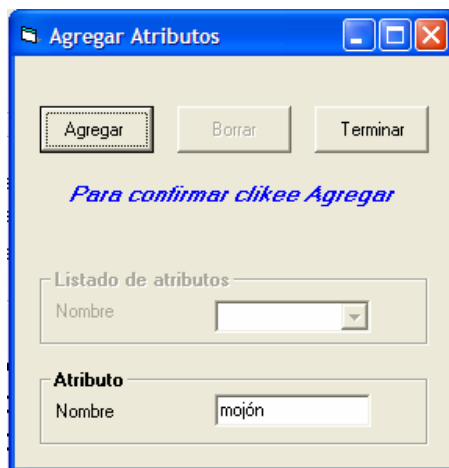 Agregar Atributos
Agregar Borrar Terminar
Para confirmar clikee Agregar
Listado de atributos
Nombre
Atributo
Nombre mojón